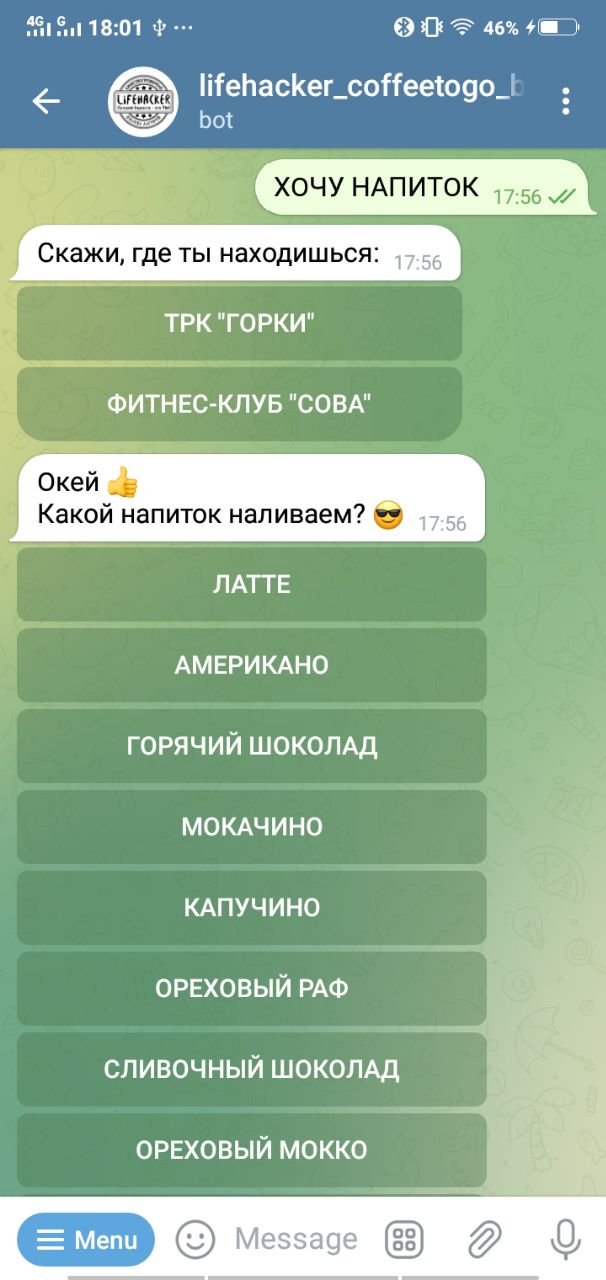 4G G 18:01 46%
lifehacker_coffeetogo_b
bot
ХОЧУ НАПИТОК 17:56
Скажи, где ты находишься: 17:56
ТРК "ГОРКИ"
ФИТНЕС-КЛУБ "СОВА"
Окей 👍
Какой напиток наливаем? 😎 17:56
ЛАТТЕ
АМЕРИКАНО
ГОРЯЧИЙ ШОКОЛАД
МОКАЧИНО
КАПУЧИНО
ОРЕХОВЫЙ РАФ
СЛИВОЧНЫЙ ШОКОЛАД
ОРЕХОВЫЙ МОККО
Menu Message